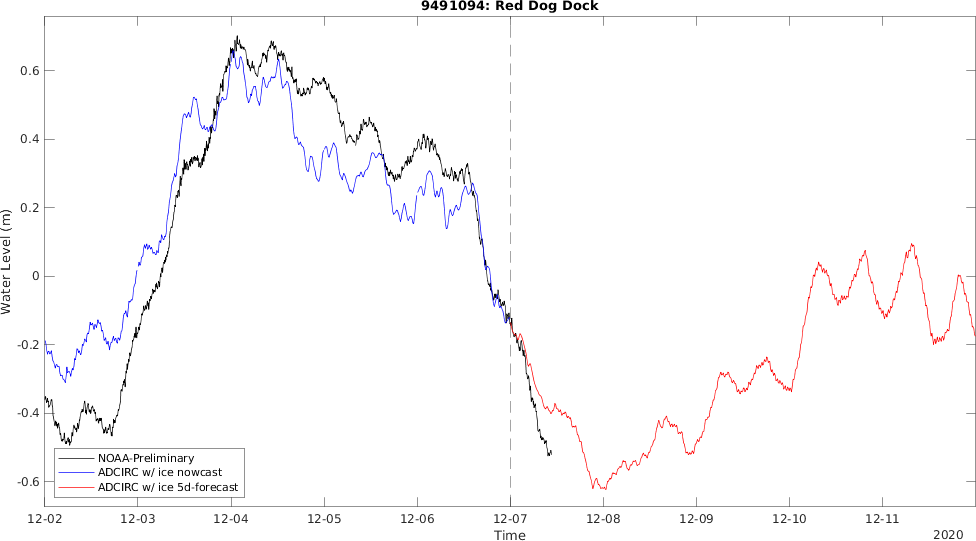 9491094: Red Dog Dock
Water Level (m)
0.6
0.4
0.2
0
-0.2
-0.4
-0.6
NOAA-Preliminary
ADCIRC w/ ice nowcast
ADCIRC w/ ice 5d-forecast
12-02 12-03 12-04 12-05 12-06 12-07 12-08 12-09 12-10 12-11
Time
2020